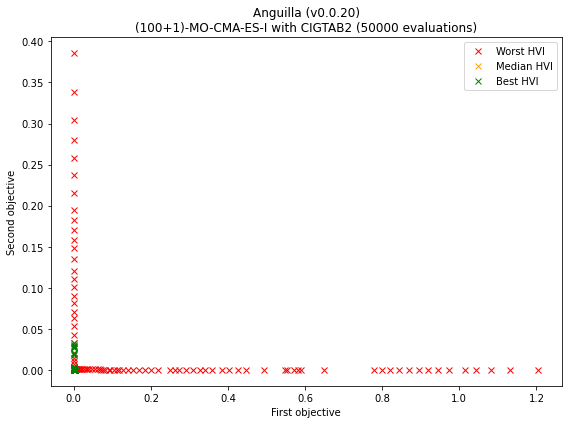 Anguilla (v0.0.20)
(100+1)-MO-CMA-ES-I with CIGTAB2 (50000 evaluations)
Worst HVI
Median HVI
Best HVI
Second objective
0.40
0.35
0.30
0.25
0.20
0.15
0.10
0.05
0.00
0.0 0.2 0.4 0.6 0.8 1.0 1.2
First objective